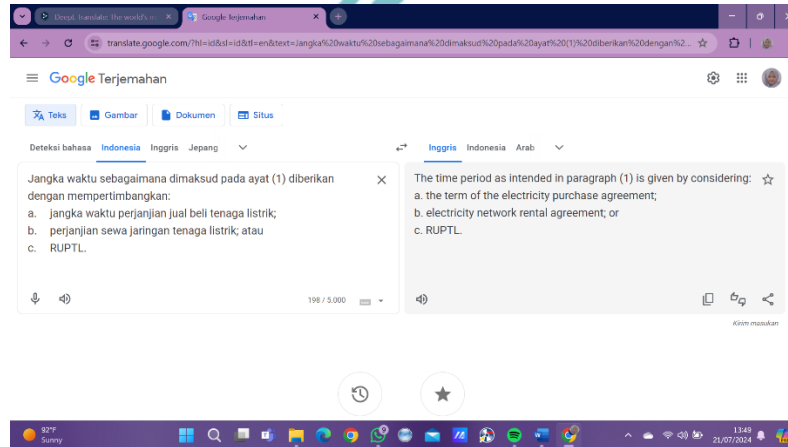 DeepL Translate: The world's m
Google Terjemahan
translate.google.com/?hl=id&sl=id&tl=en&text=Jangka%20waktu%20sebagaimana%20dimaksud%20pada%20ayat%20(1)%20diberikan%20dengan%2...
Google Terjemahan
Teks Gambar Dokumen Situs
Deteksi bahasa Indonesia Inggris Jepang Inggris Indonesia Arab
Jangka waktu sebagaimana dimaksud pada ayat (1) diberikan
dengan mempertimbangkan:
a. jangka waktu perjanjian jual beli tenaga listrik;
b. perjanjian sewa jaringan tenaga listrik; atau
c. RUPTL.
198 / 5.000
The time period as intended in paragraph (1) is given by considering:
a. the term of the electricity purchase agreement;
b. electricity network rental agreement; or
c. RUPTL.
Kirim masukan
92°F
Sunny
13:49
21/07/2024